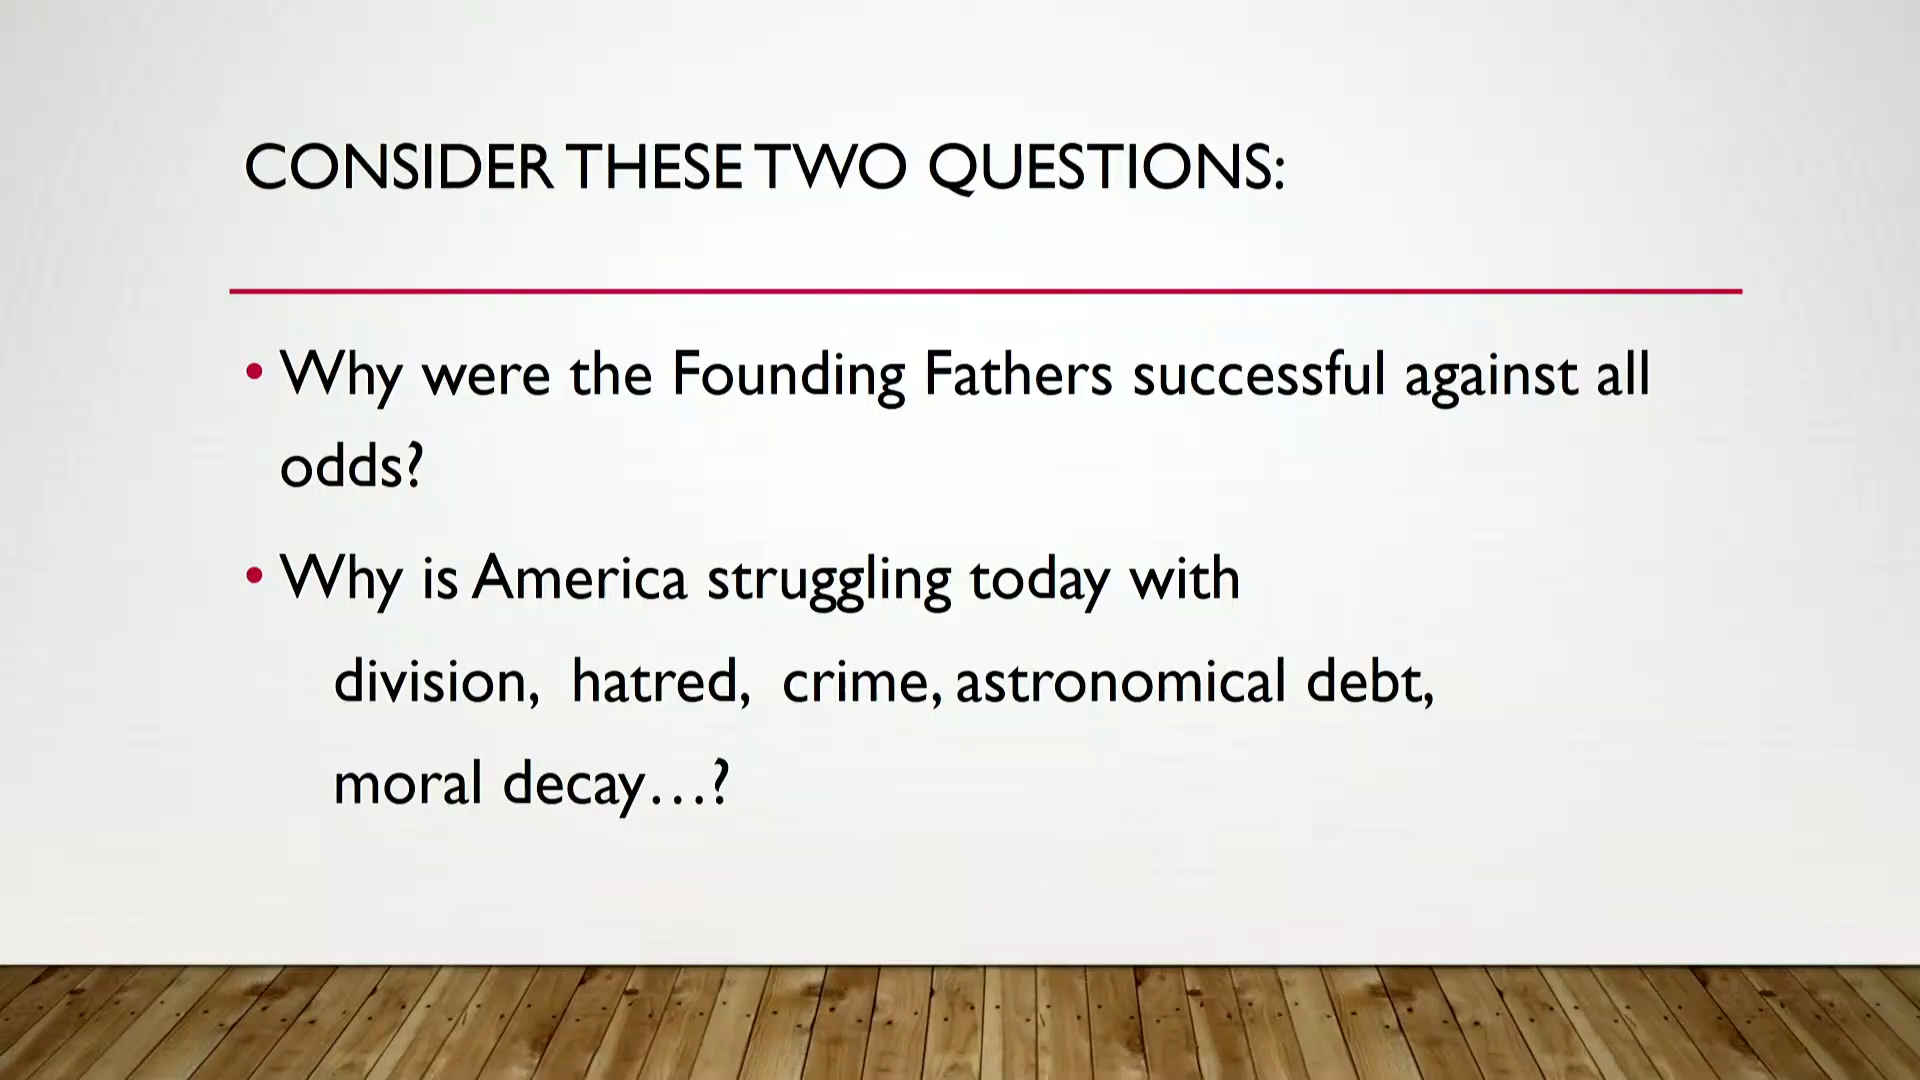 CONSIDER THESE TWO QUESTIONS:
• Why were the Founding Fathers successful against all
odds?
• Why is America struggling today with
division, hatred, crime, astronomical debt,
moral decay…?